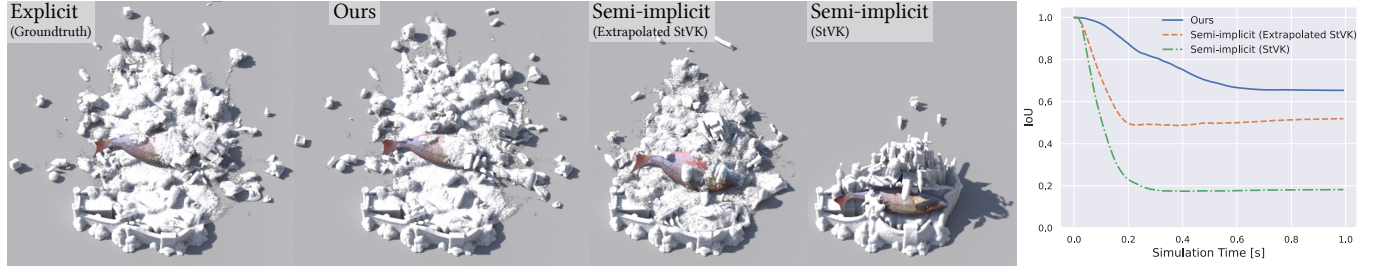 Explicit
(Groundtruth)
Ours
Semi-implicit
(Extrapolated StVK)
Semi-implicit
(StVK)
Ours
Semi-implicit (Extrapolated StVK)
Semi-implicit (StVK)
IoU
1.0
0.8
0.6
0.4
0.2
0.0
0.0 0.2 0.4 0.6 0.8 1.0
Simulation Time [s]